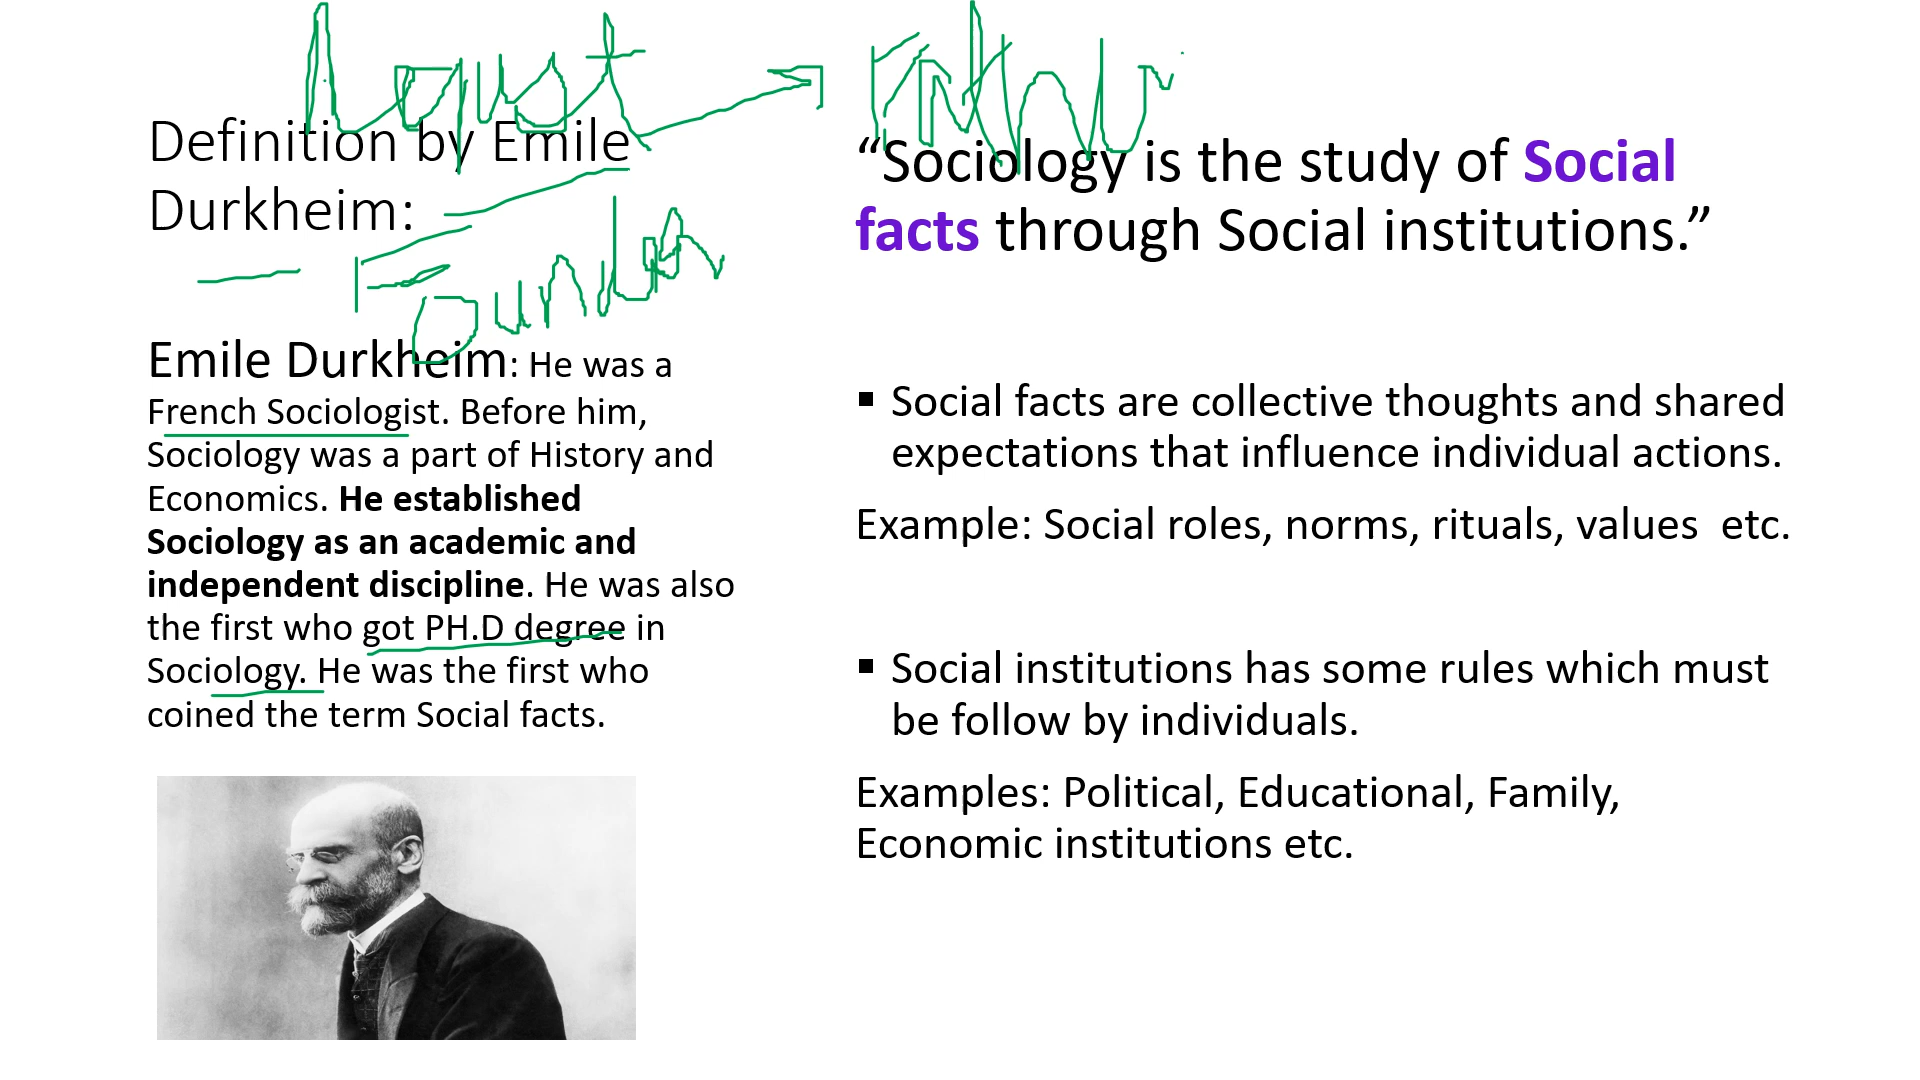 August → Father
Definition by Emile
Durkheim:
— Founder
Emile Durkheim: He was a
French Sociologist. Before him,
Sociology was a part of History and
Economics. He established
Sociology as an academic and
independent discipline. He was also
the first who got PH.D degree in
Sociology. He was the first who
coined the term Social facts.
“Sociology is the study of Social
facts through Social institutions.”
▪ Social facts are collective thoughts and shared
expectations that influence individual actions.
Example: Social roles, norms, rituals, values  etc.
▪ Social institutions has some rules which must
be follow by individuals.
Examples: Political, Educational, Family,
Economic institutions etc.